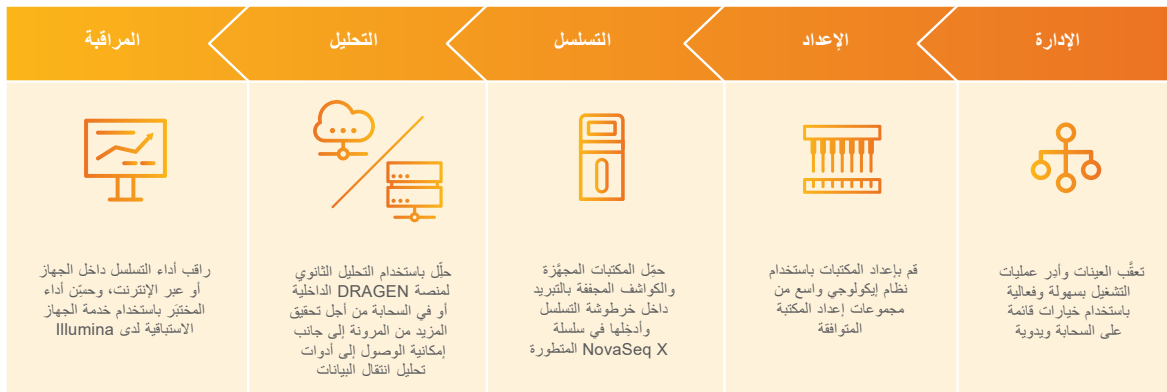 الإدارة
تعقَّب العينات وأدِر عمليات
التشغيل بسهولة وفعالية
باستخدام خيارات قائمة
على السحابة ويدوية
الإعداد
قم بإعداد المكتبات باستخدام
نظام إيكولوجي واسع من
مجموعات إعداد المكتبة
المتوافقة
التسلسل
حمّل المكتبات المجهَّزة
والكواشف المجففة بالتبريد
داخل خرطوشة التسلسل
وأدخِلها في سلسلة
NovaSeq X المتطورة
التحليل
حلّل باستخدام التحليل الثانوي
لمنصة DRAGEN الداخلية
أو في السحابة من أجل تحقيق
المزيد من المرونة إلى جانب
إمكانية الوصول إلى أدوات
تحليل انتقال البيانات
المراقبة
راقب أداء التسلسل داخل الجهاز
أو عبر الإنترنت، وحسّن أداء
المختبَر باستخدام خدمة الجهاز
الاستباقية لدى Illumina